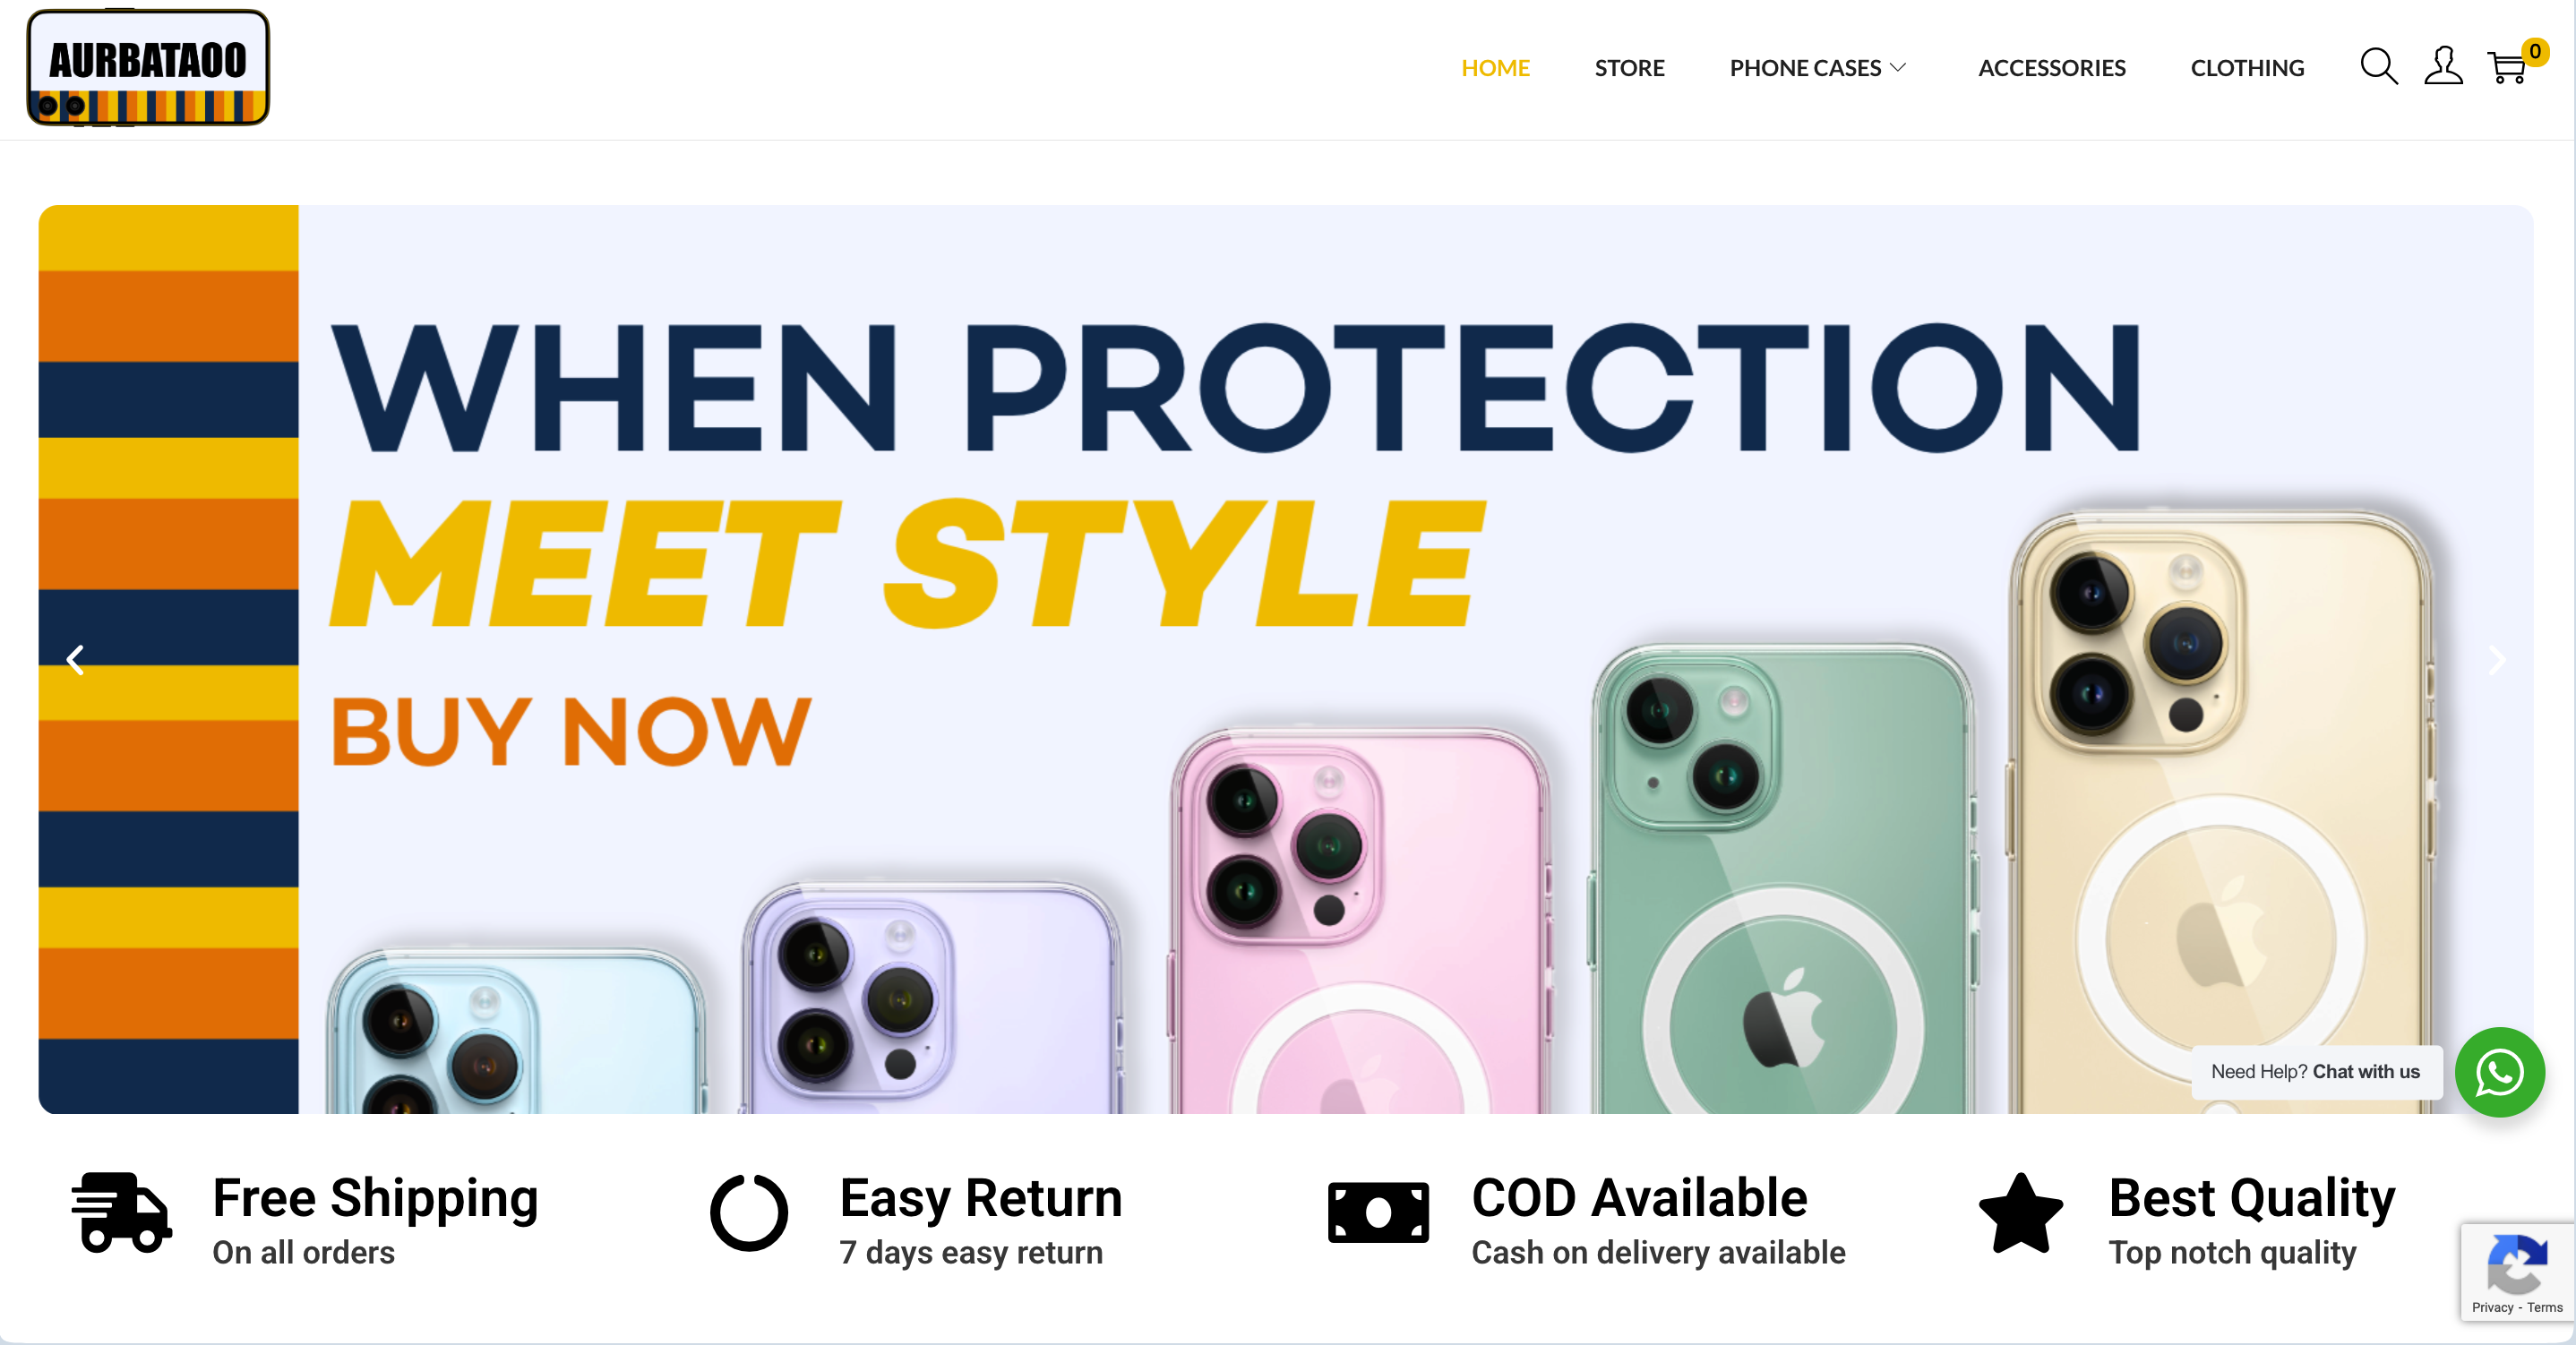 AURBATAOO
HOME STORE PHONE CASES ACCESSORIES CLOTHING 0
WHEN PROTECTION
MEET STYLE
BUY NOW
Need Help? Chat with us
Free Shipping
On all orders
Easy Return
7 days easy return
COD Available
Cash on delivery available
Best Quality
Top notch quality
Privacy - Terms